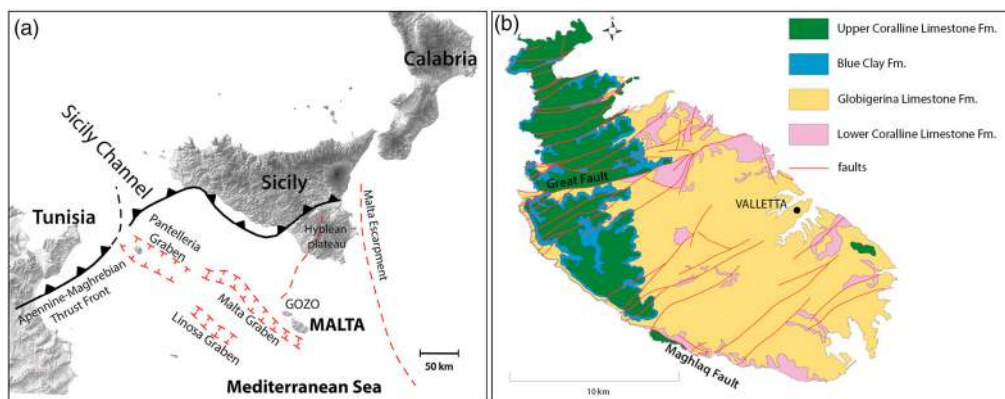 (a)
Calabria
Sicily Channel
Sicily
Tunisia
Pantelleria
Graben
Hyblean
plateau
Malta Escarpment
Apennine-Maghrebian
Thrust Front
GOZO
MALTA
Malta Graben
Linosa Graben
50 km
Mediterranean Sea
(b)
Upper Coralline Limestone Fm.
Blue Clay Fm.
Globigerina Limestone Fm.
Lower Coralline Limestone Fm.
faults
Great Fault
VALLETTA
Maghlaq Fault
10 km